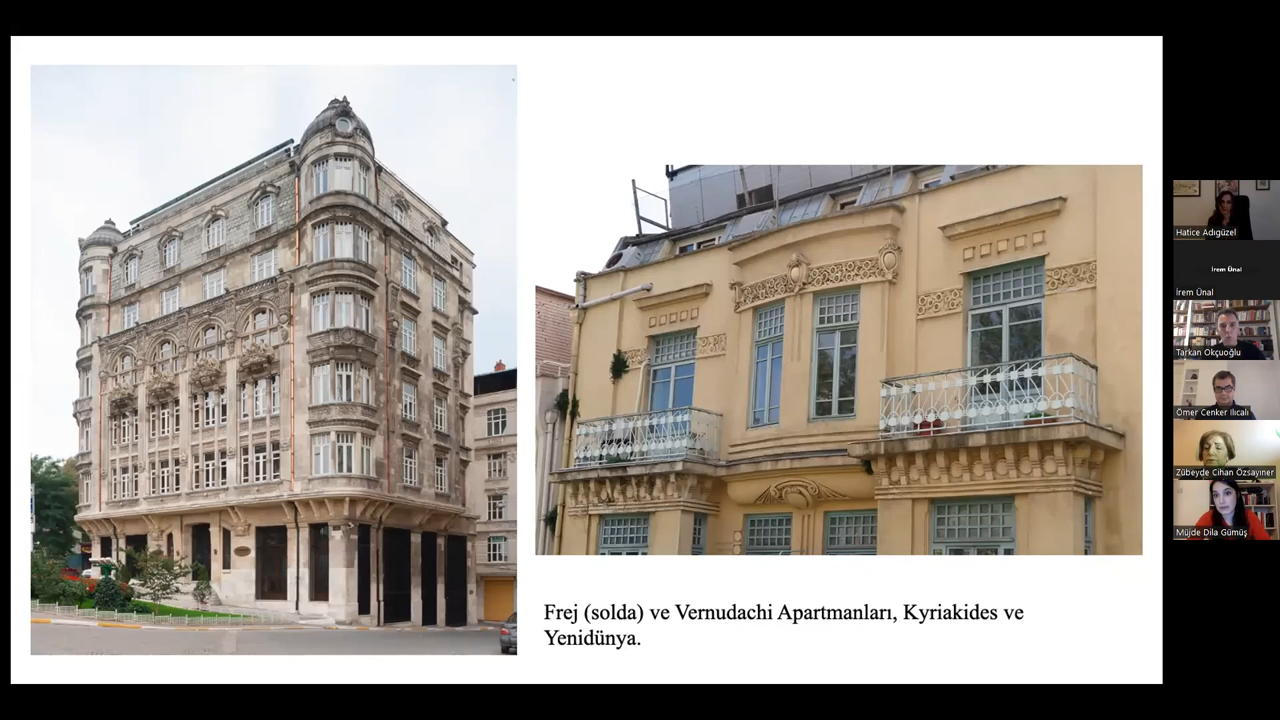 Frej (solda) ve Vernudachi Apartmanları, Kyriakides ve
Yenidünya.
Hatice Adıgüzel
İrem Ünal
İrem Ünal
Tarkan Okçuoğlu
Ömer Cenker Ilıcalı
Zübeyde Cihan Özsayıner
Müjde Dila Gümüş